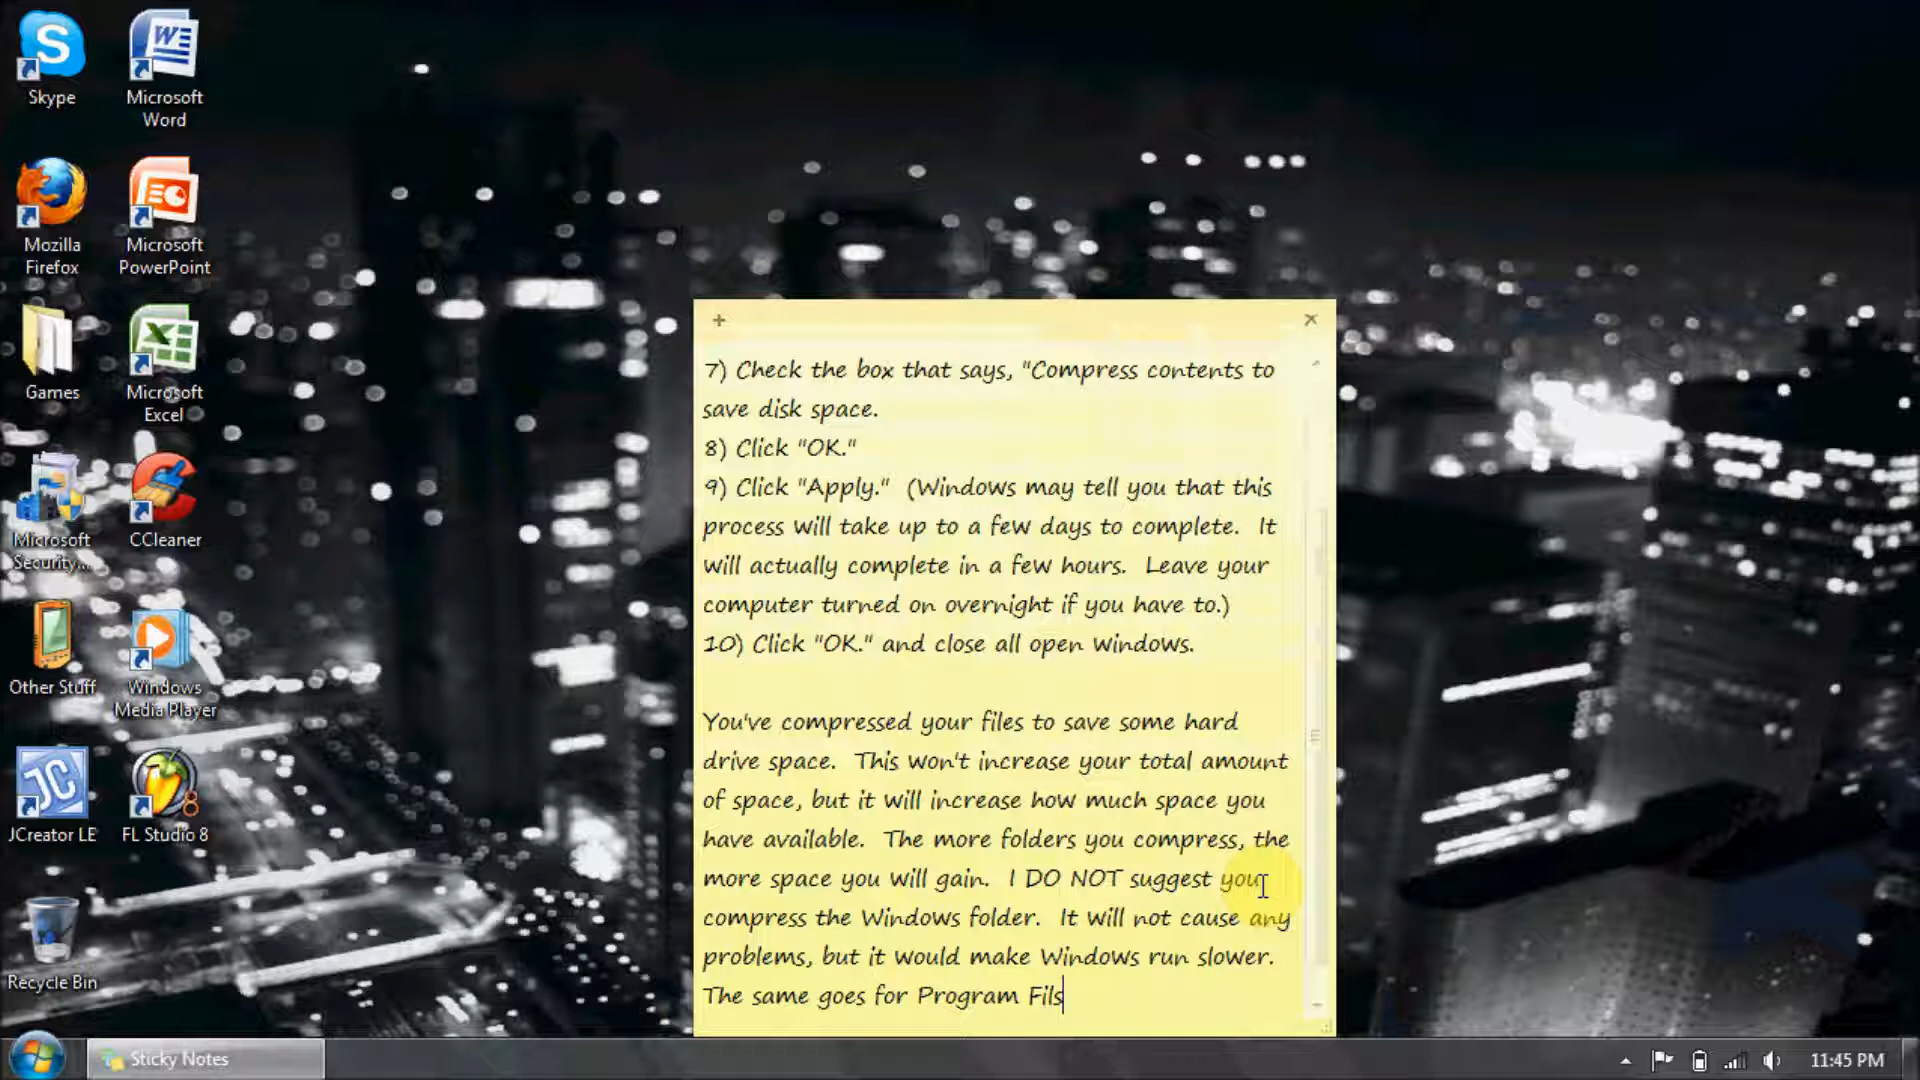 Skype
Microsoft
Word
Mozilla
Firefox
Microsoft
PowerPoint
Games
Microsoft
Excel
Microsoft
Security...
CCleaner
Other Stuff
Windows
Media Player
JCreator LE
FL Studio 8
Recycle Bin
7) Check the box that says, "Compress contents to
save disk space.
8) Click "OK."
9) Click "Apply."  (Windows may tell you that this
process will take up to a few days to complete.  It
will actually complete in a few hours.  Leave your
computer turned on overnight if you have to.)
10) Click "OK." and close all open windows.
You've compressed your files to save some hard
drive space.  This won't increase your total amount
of space, but it will increase how much space you
have available.  The more folders you compress, the
more space you will gain.  I DO NOT suggest you
compress the Windows folder.  It will not cause any
problems, but it would make Windows run slower.
The same goes for Program Fils
Sticky Notes
11:45 PM